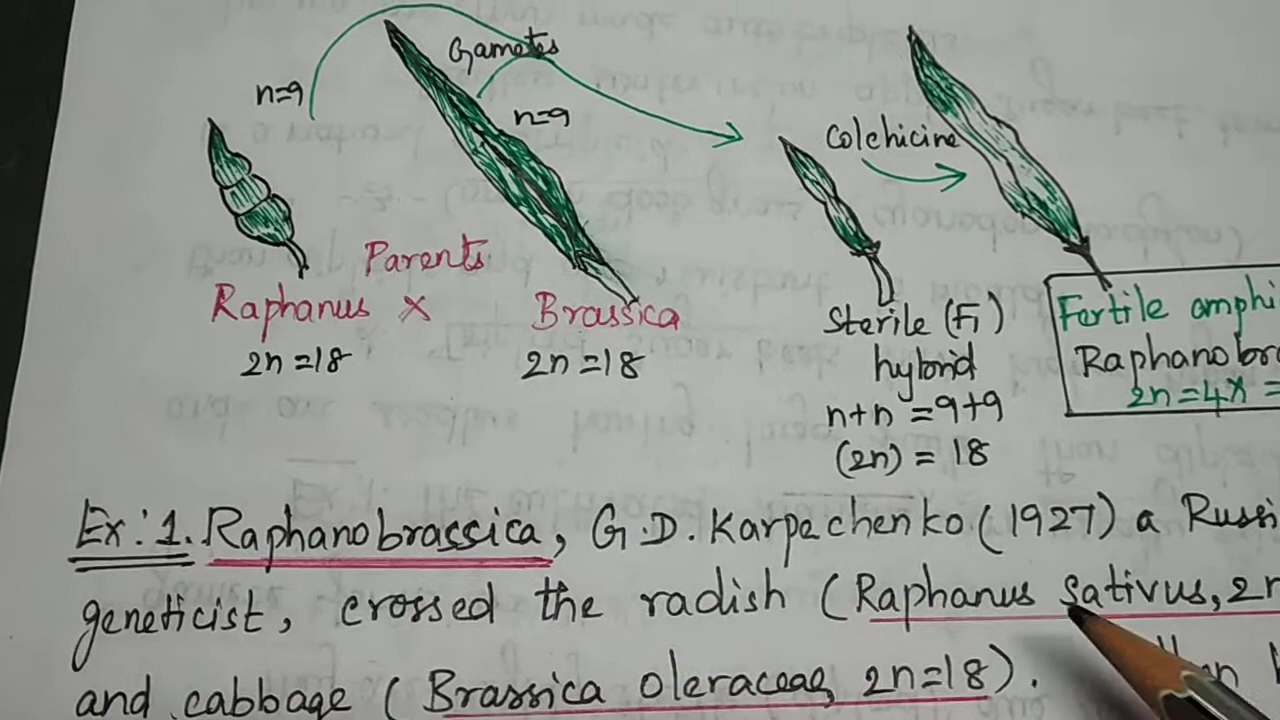 Gametes
n=9
n=9
Colchicine
Parents
Raphanus × Brassica
2n=18
2n=18
Sterile (F1)
hybrid
n+n =9+9
(2n) = 18
Fertile amphi
Raphanobra
2n=4x =
Ex:1. Raphanobrassica, G.D. Karpechenko (1927) a Russi
geneticist, crossed the radish (Raphanus sativus, 2n
and cabbage (Brassica oleraceae, 2n=18).